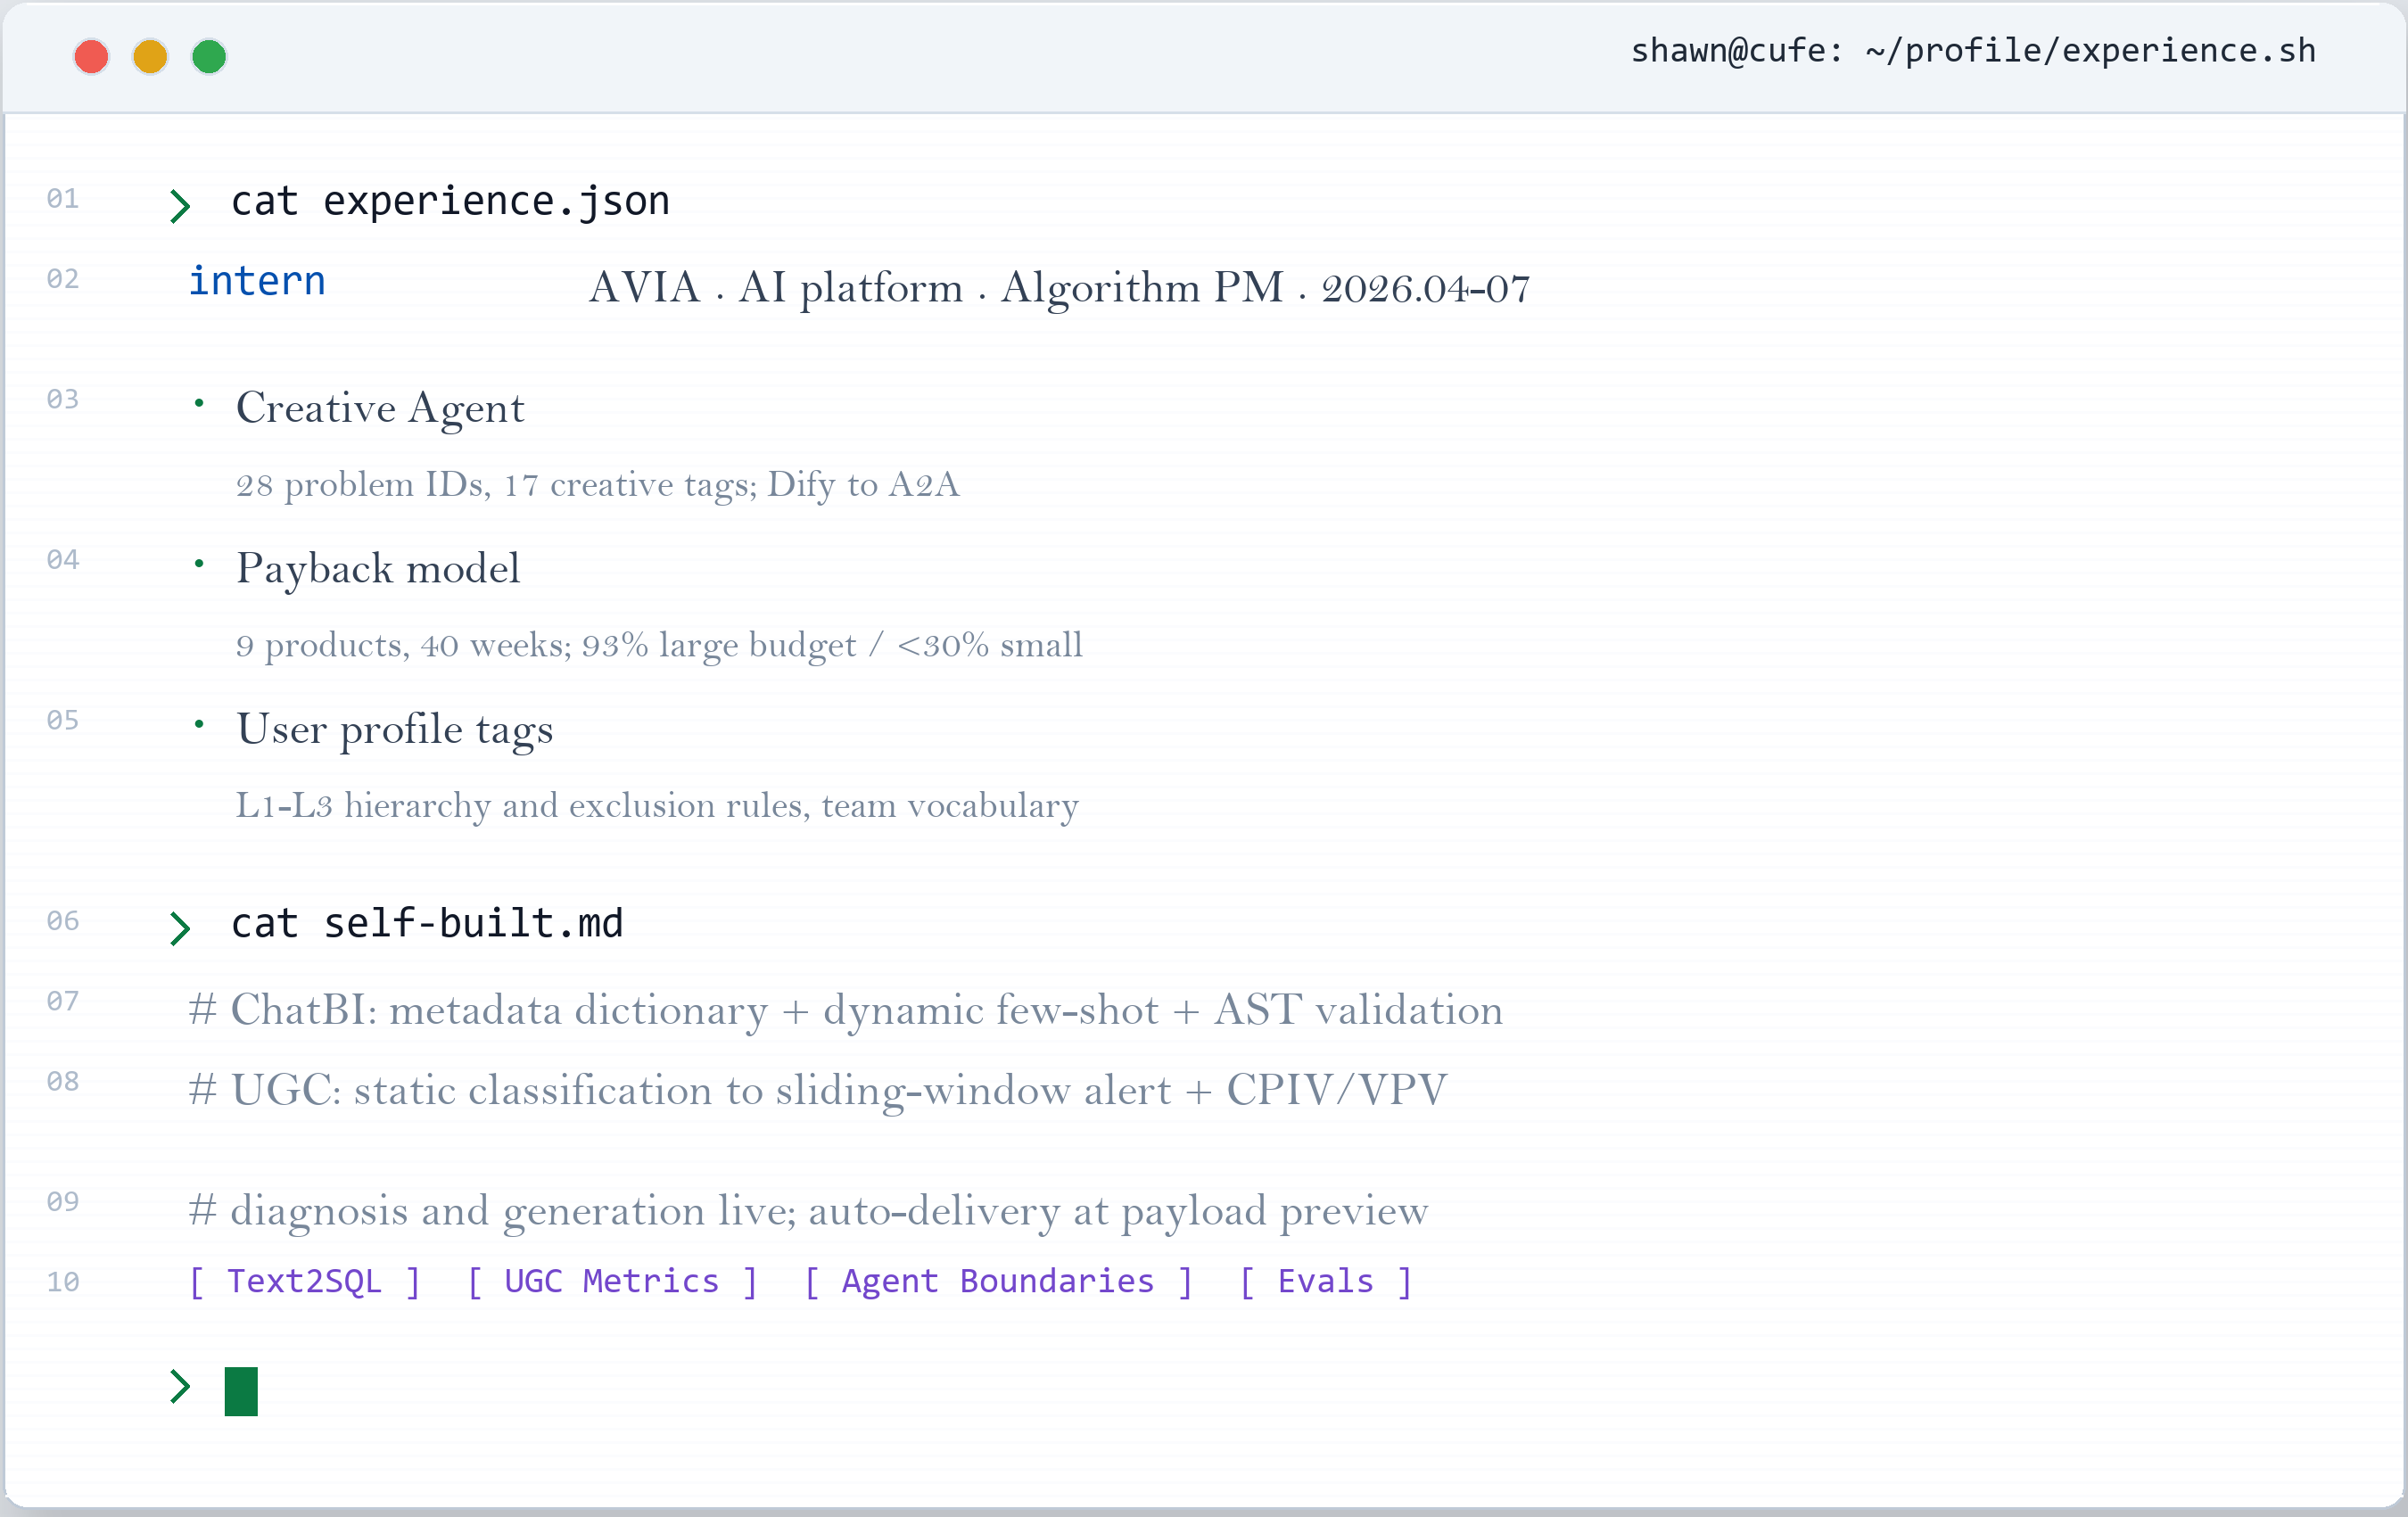 shawn@cufe: ~/profile/experience.sh
01 > cat experience.json
02 intern AVIA · AI platform · Algorithm PM · 2026.04-07
03 · Creative Agent
28 problem IDs, 17 creative tags; Dify to A2A
04 · Payback model
9 products, 40 weeks; 93% large budget / <30% small
05 · User profile tags
L1-L3 hierarchy and exclusion rules, team vocabulary
06 > cat self-built.md
07 # ChatBI: metadata dictionary + dynamic few-shot + AST validation
08 # UGC: static classification to sliding-window alert + CPIV/VPV
09 # diagnosis and generation live; auto-delivery at payload preview
10 [ Text2SQL ] [ UGC Metrics ] [ Agent Boundaries ] [ Evals ]
>